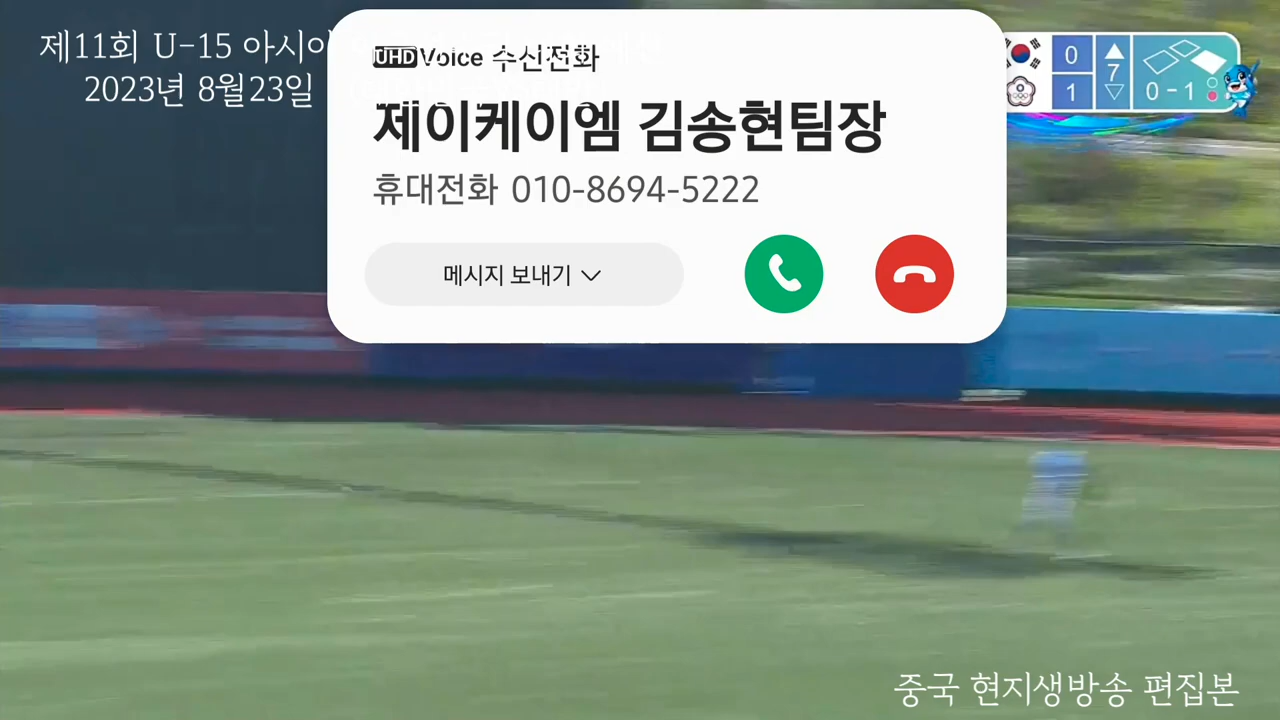 제11회 U-15 아시아
2023년 8월23일
UHD Voice 수신전화
제이케이엠 김송현팀장
휴대전화 010-8694-5222
메시지 보내기
0
1
7
0 - 1
중국 현지생방송 편집본